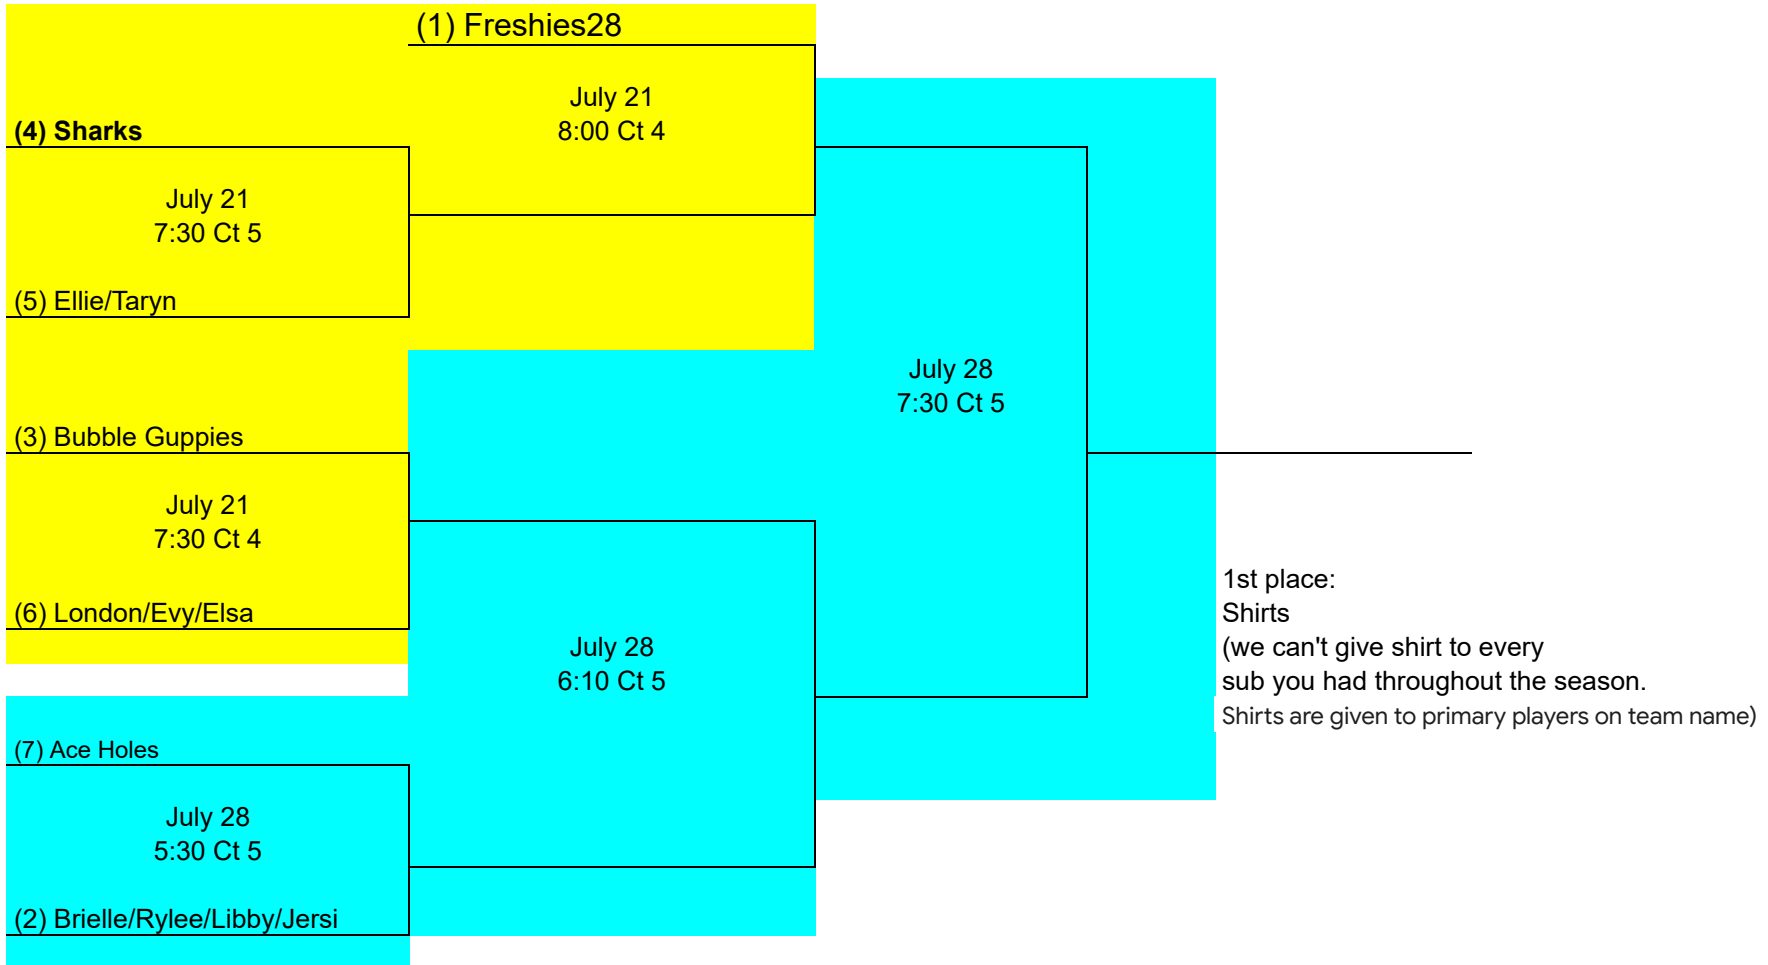 (1) Freshies28
July 21
8:00 Ct 4
(4) Sharks
July 21
7:30 Ct 5
(5) Ellie/Taryn
July 28
7:30 Ct 5
(3) Bubble Guppies
July 21
7:30 Ct 4
(6) London/Evy/Elsa
July 28
6:10 Ct 5
1st place:
Shirts
(we can't give shirt to every
sub you had throughout the season.
Shirts are given to primary players on team name)
(7) Ace Holes
July 28
5:30 Ct 5
(2) Brielle/Rylee/Libby/Jersi